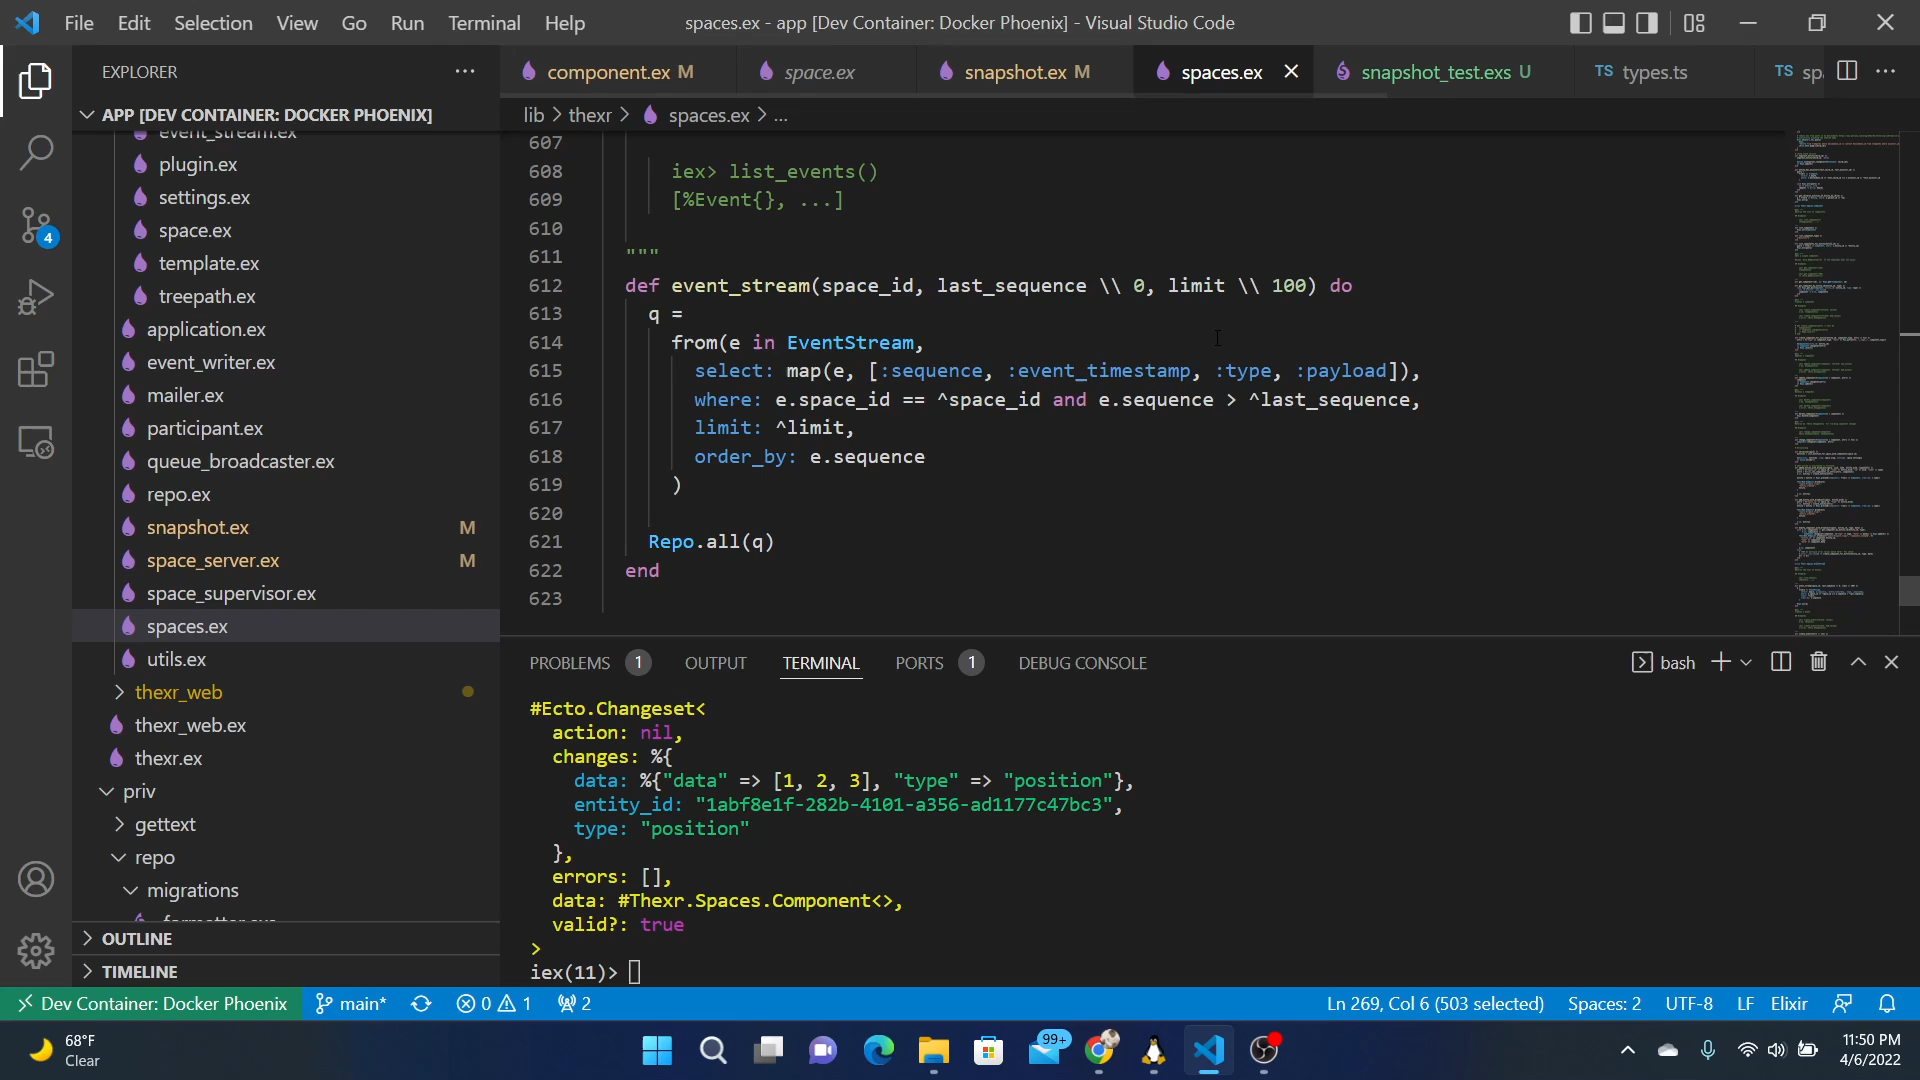 File Edit Selection View Go Run Terminal Help
spaces.ex - app [Dev Container: Docker Phoenix] - Visual Studio Code
EXPLORER
APP [DEV CONTAINER: DOCKER PHOENIX]
event_stream.ex
plugin.ex
settings.ex
space.ex
template.ex
treepath.ex
application.ex
event_writer.ex
mailer.ex
participant.ex
queue_broadcaster.ex
repo.ex
snapshot.ex M
space_server.ex M
space_supervisor.ex
spaces.ex
utils.ex
thexr_web
thexr_web.ex
thexr.ex
priv
gettext
repo
migrations
.formatter.exs
OUTLINE
TIMELINE
4
component.ex M
space.ex
snapshot.ex M
spaces.ex
snapshot_test.exs U
TS types.ts
TS sp
lib > thexr > spaces.ex > ...
607
608 iex> list_events()
609 [%Event{}, ...]
610
611 """
612 def event_stream(space_id, last_sequence \\ 0, limit \\ 100) do
613 q =
614 from(e in EventStream,
615 select: map(e, [:sequence, :event_timestamp, :type, :payload]),
616 where: e.space_id == ^space_id and e.sequence > ^last_sequence,
617 limit: ^limit,
618 order_by: e.sequence
619 )
620
621 Repo.all(q)
622 end
623
PROBLEMS 1 OUTPUT TERMINAL PORTS 1 DEBUG CONSOLE
bash
#Ecto.Changeset<
action: nil,
changes: %{
data: %{"data" => [1, 2, 3], "type" => "position"},
entity_id: "1abf8e1f-282b-4101-a356-ad1177c47bc3",
type: "position"
},
errors: [],
data: #Thexr.Spaces.Component<>,
valid?: true
>
iex(11)>
Dev Container: Docker Phoenix main* 0 1 2
Ln 269, Col 6 (503 selected) Spaces: 2 UTF-8 LF Elixir
68°F
Clear
99+
11:50 PM
4/6/2022